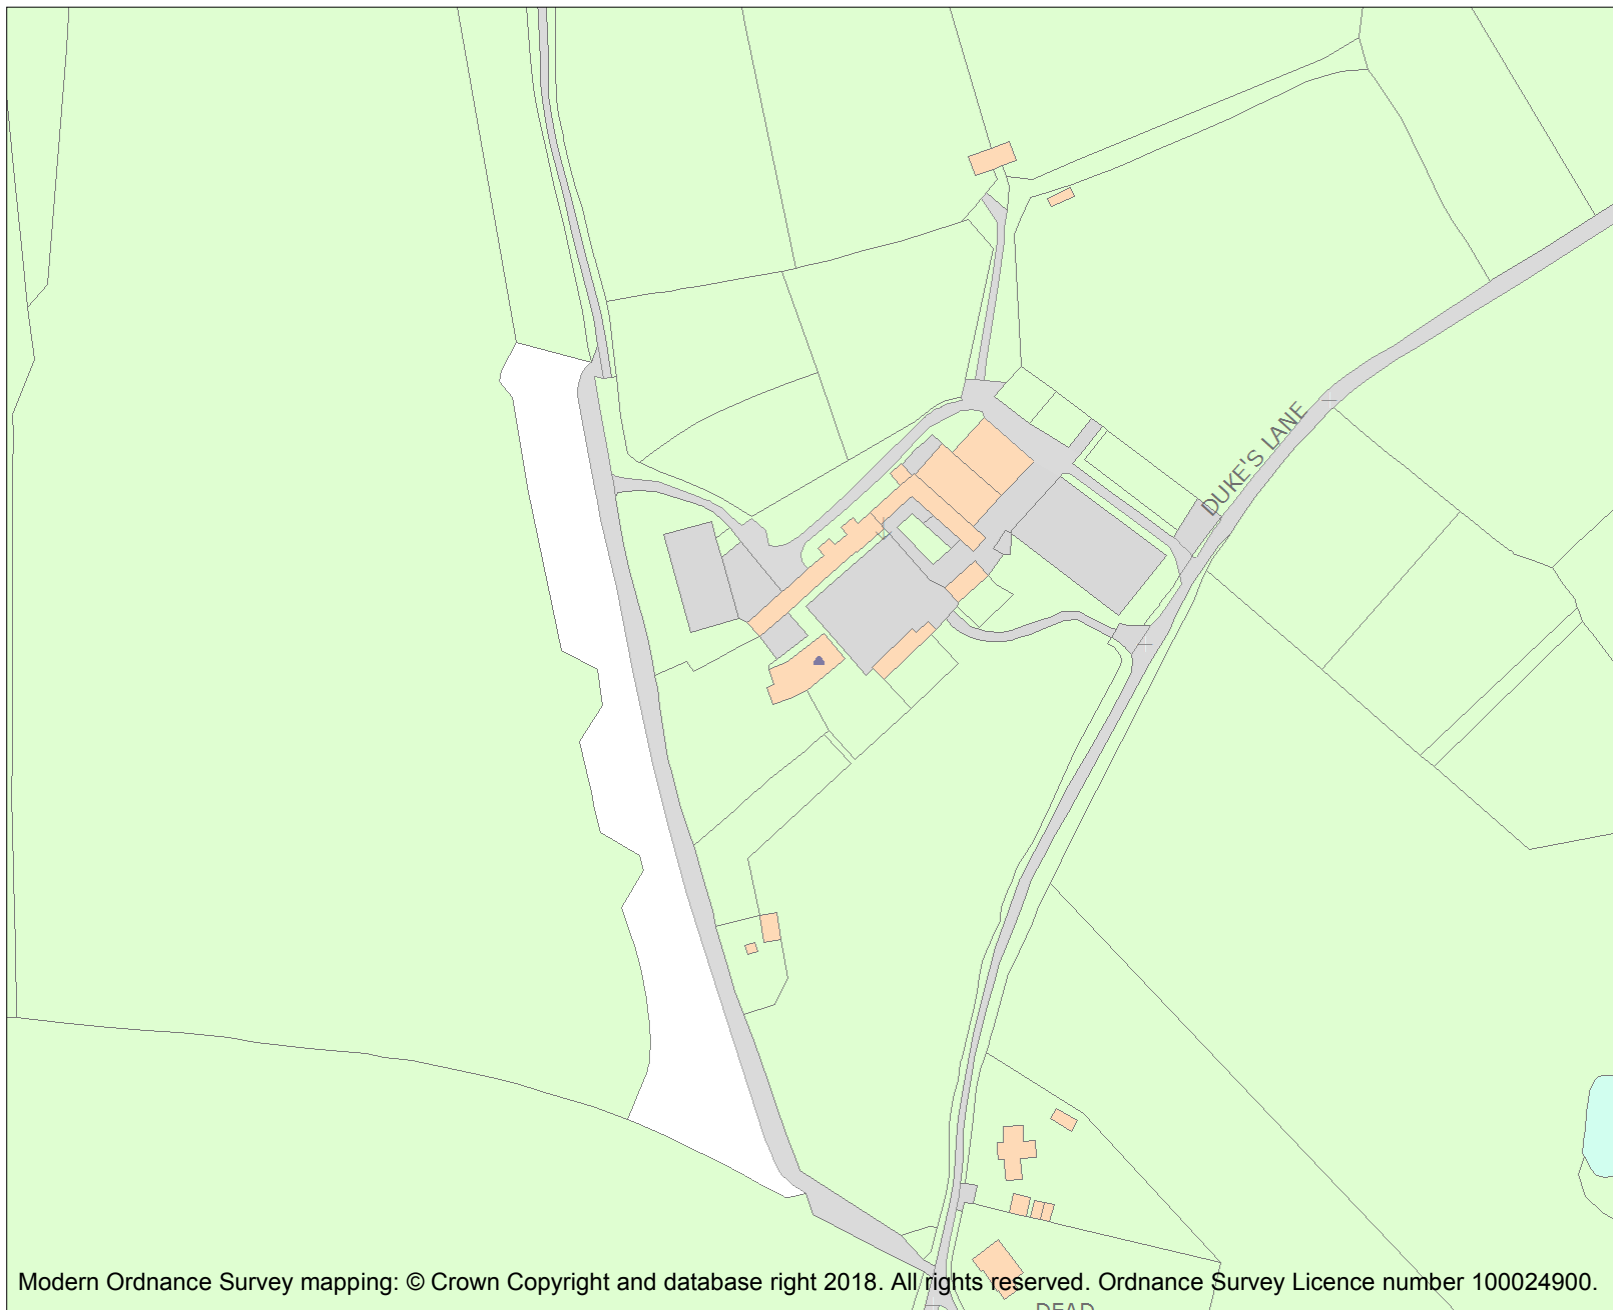 DUKE'S LANE
Modern Ordnance Survey mapping: © Crown Copyright and database right 2018. All rights reserved. Ordnance Survey Licence number 100024900.
DEAD